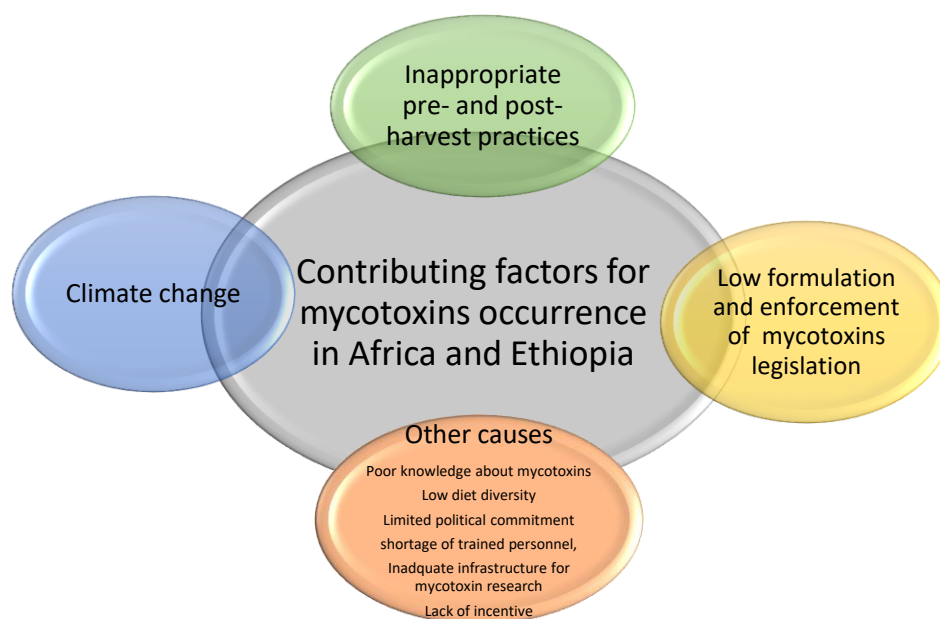 Inappropriate
pre- and post-
harvest practices
Climate change
Contributing factors for
mycotoxins occurrence
in Africa and Ethiopia
Low formulation
and enforcement
of mycotoxins
legislation
Other causes
Poor knowledge about mycotoxins
Low diet diversity
Limited political commitment
shortage of trained personnel,
Inadquate infrastructure for
mycotoxin research
Lack of incentive